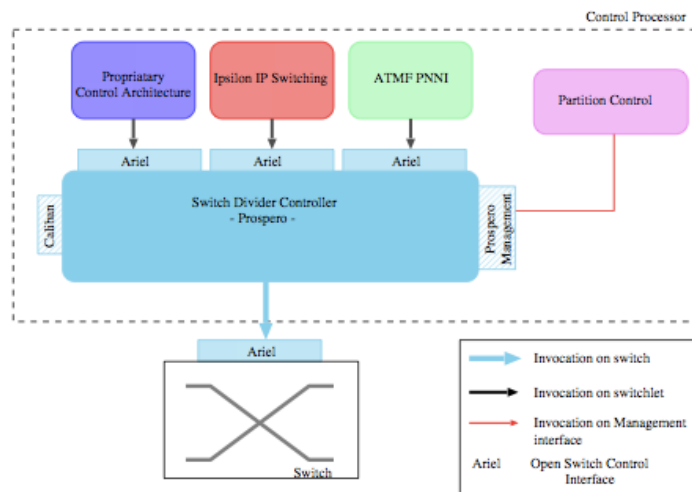 Control Processor
Propriatary
Control Architecture
Ipsilon IP Switching
ATMF PNNI
Partition Control
Ariel
Ariel
Ariel
Caliban
Switch Divider Controller
- Prospero -
Prospero
Management
Ariel
Switch
Invocation on switch
Invocation on switchlet
Invocation on Management
interface
Ariel Open Switch Control
Interface